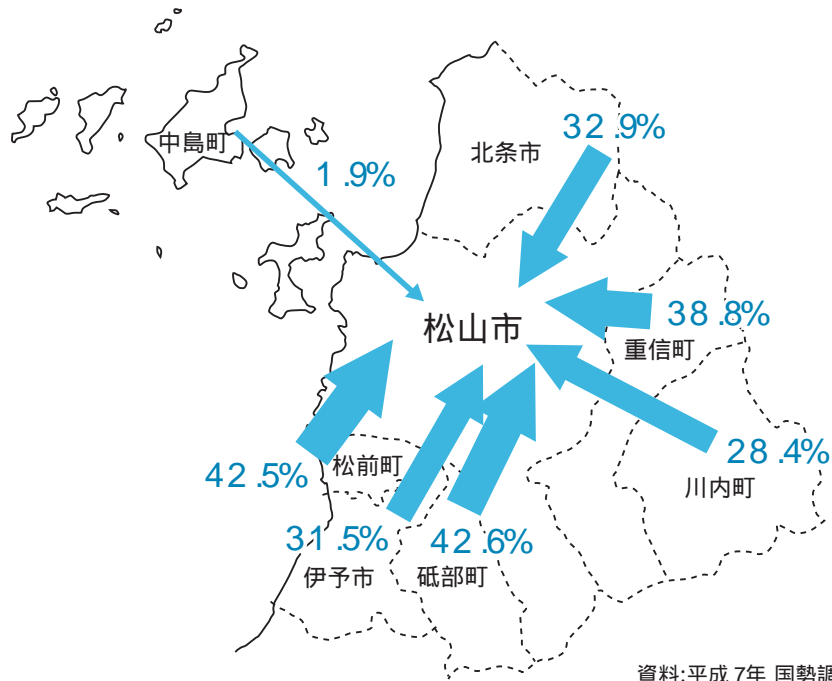 32.9%
北条市
中島町
1.9%
松山市
38.8%
重信町
28.4%
川内町
42.5%
松前町
31.5%
伊予市
42.6%
砥部町
資料:平成7年 国勢調